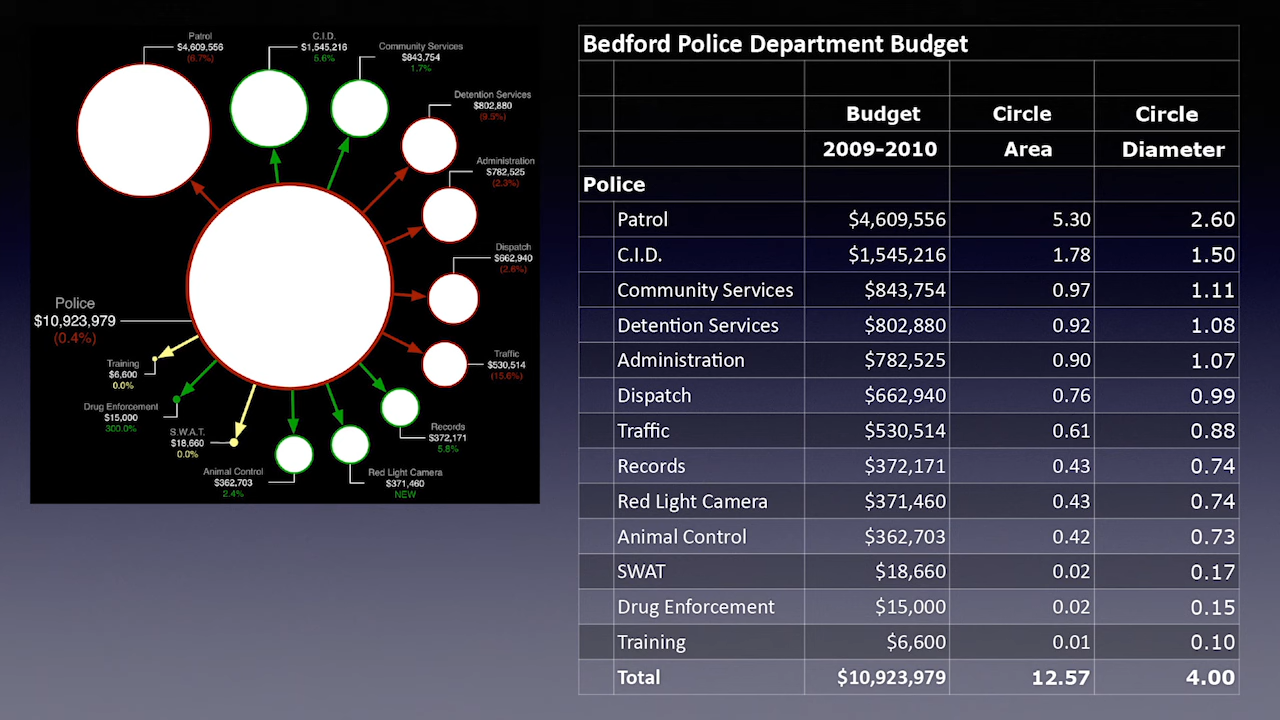 Patrol
$4,609,556
(6.7%)
C.I.D.
$1,545,216
5.6%
Community Services
$843,754
1.7%
Detention Services
$802,880
(9.5%)
Administration
$782,525
(2.3%)
Dispatch
$662,940
(2.6%)
Traffic
$530,514
(15.6%)
Records
$372,171
5.8%
Red Light Camera
$371,460
NEW
Animal Control
$362,703
2.4%
S.W.A.T.
$18,660
0.0%
Drug Enforcement
$15,000
300.0%
Training
$6,600
0.0%
Police
$10,923,979
(0.4%)
Bedford Police Department Budget
Budget Circle Circle
2009-2010 Area Diameter
Police
Patrol $4,609,556 5.30 2.60
C.I.D. $1,545,216 1.78 1.50
Community Services $843,754 0.97 1.11
Detention Services $802,880 0.92 1.08
Administration $782,525 0.90 1.07
Dispatch $662,940 0.76 0.99
Traffic $530,514 0.61 0.88
Records $372,171 0.43 0.74
Red Light Camera $371,460 0.43 0.74
Animal Control $362,703 0.42 0.73
SWAT $18,660 0.02 0.17
Drug Enforcement $15,000 0.02 0.15
Training $6,600 0.01 0.10
Total $10,923,979 12.57 4.00